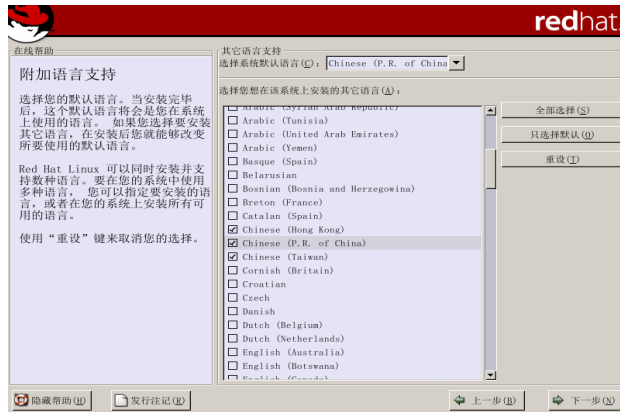 redhat.
在线帮助
附加语言支持
选择您的默认语言。当安装完毕
后，这个默认语言将会是您在系统
上使用的语言。 如果您选择要安装
其它语言，在安装后您就能够改变
所要使用的默认语言。
Red Hat Linux 可以同时安装并支
持数种语言。要在您的系统中使用
多种语言， 您可以指定要安装的语
言，或者在您的系统上安装所有可
用的语言。
使用“重设”键来取消您的选择。
其它语言支持
选择系统默认语言(C)： Chinese (P.R. of China
选择您想在该系统上安装的其它语言(A)：
Arabic (Syrian Arab Republic)
Arabic (Tunisia)
Arabic (United Arab Emirates)
Arabic (Yemen)
Basque (Spain)
Belarusian
Bosnian (Bosnia and Herzegowina)
Breton (France)
Catalan (Spain)
Chinese (Hong Kong)
Chinese (P.R. of China)
Chinese (Taiwan)
Cornish (Britain)
Croatian
Czech
Danish
Dutch (Belgium)
Dutch (Netherlands)
English (Australia)
English (Botswana)
English (Canada)
全部选择(S)
只选择默认(O)
重设(T)
隐藏帮助(H)
发行注记(R)
上一步(B)
下一步(N)